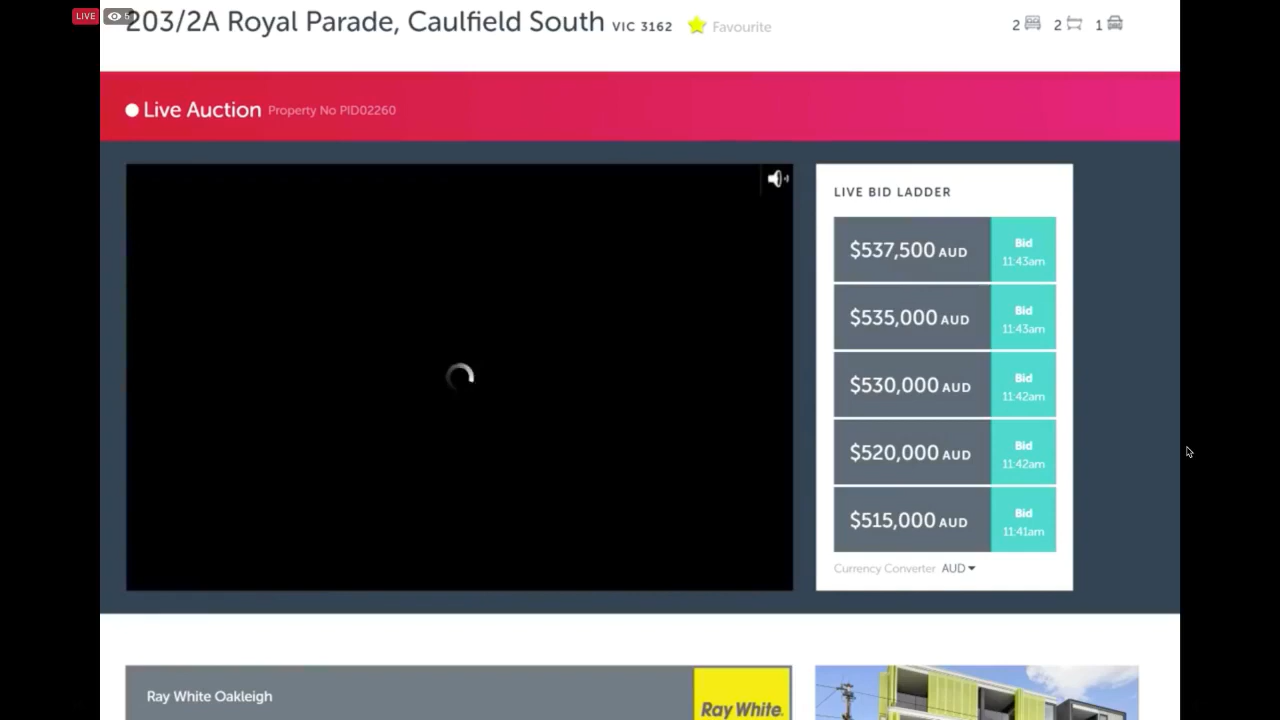 LIVE
203/2A Royal Parade, Caulfield South VIC 3162 Favourite 2 2 1
Live Auction Property No PID02260
LIVE BID LADDER
$537,500 AUD
Bid
11:43am
$535,000 AUD
Bid
11:43am
$530,000 AUD
Bid
11:42am
$520,000 AUD
Bid
11:42am
$515,000 AUD
Bid
11:41am
Currency Converter AUD
Ray White Oakleigh
Ray White.